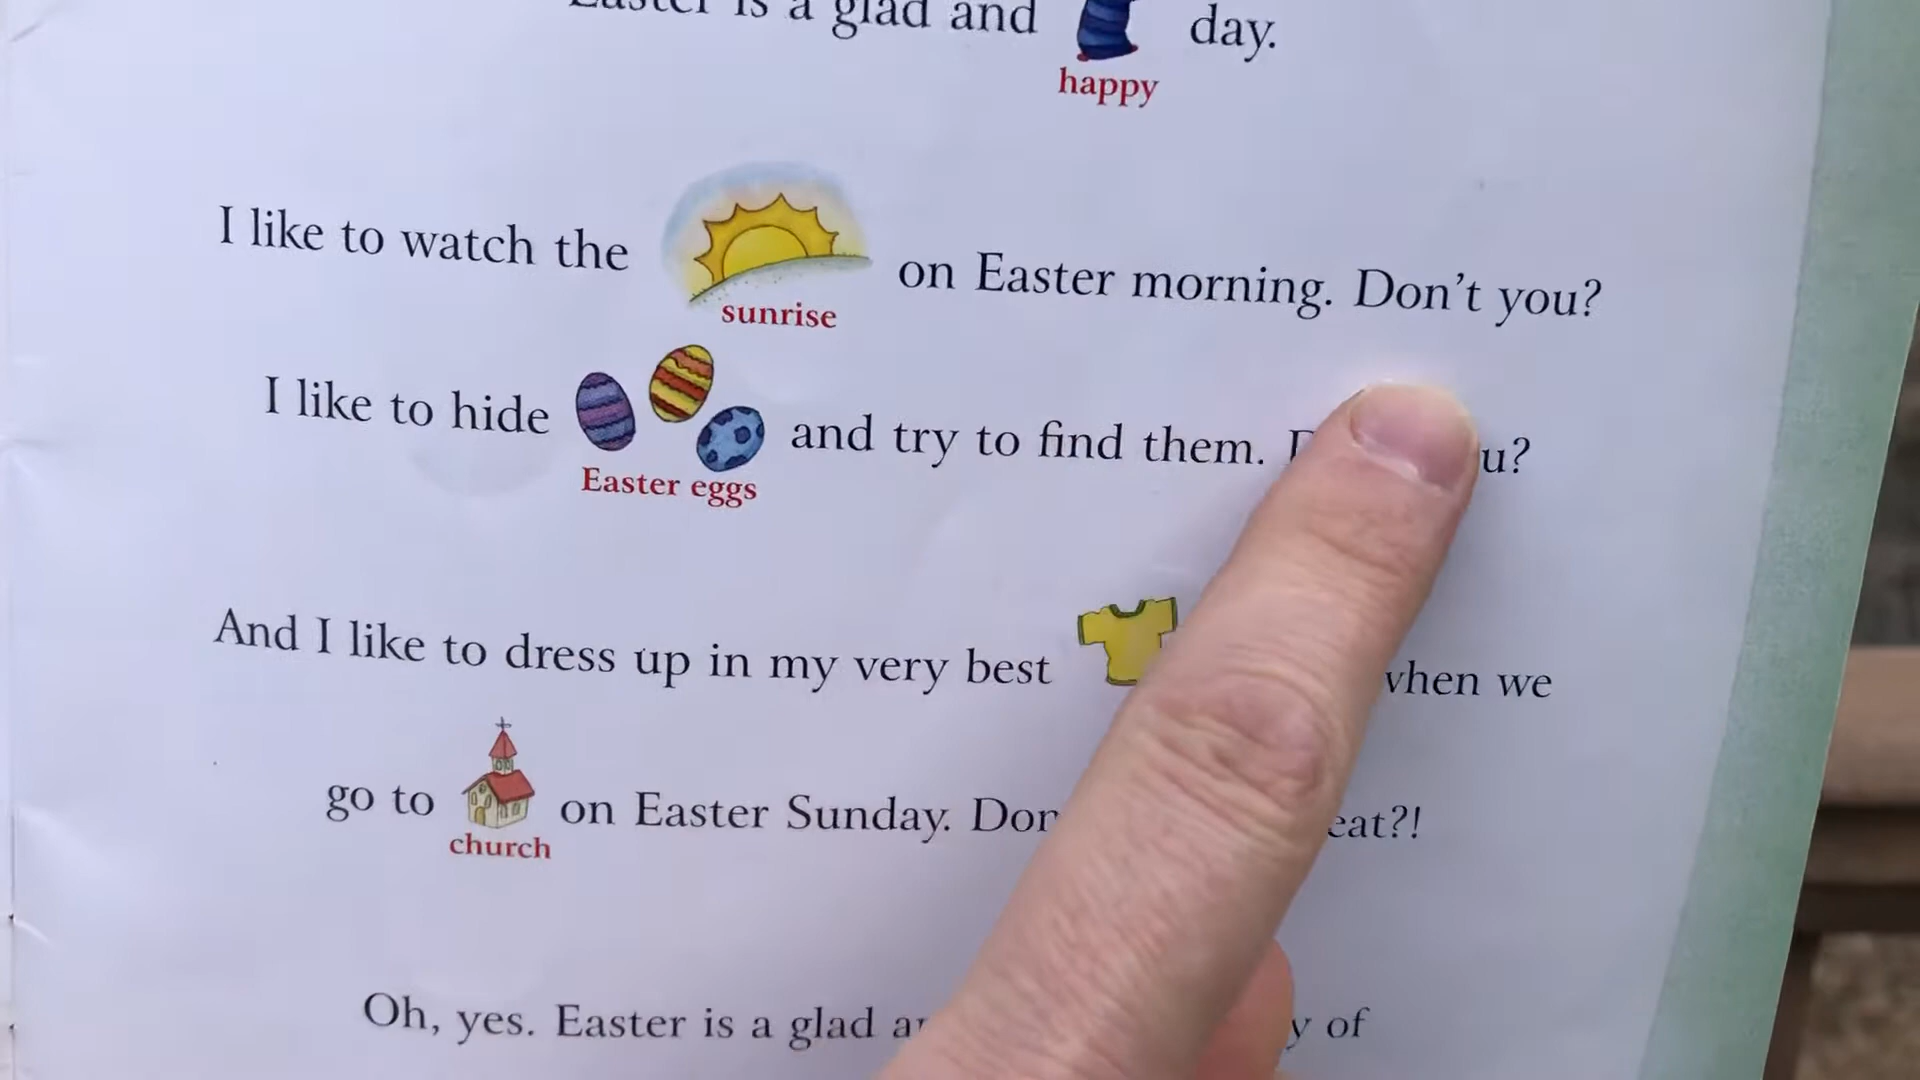 Easter is a glad and day.
happy
I like to watch the on Easter morning. Don't you?
sunrise
I like to hide and try to find them. u?
Easter eggs
And I like to dress up in my very best when we
go to on Easter Sunday. eat?!
church
Oh, yes. Easter is a glad of